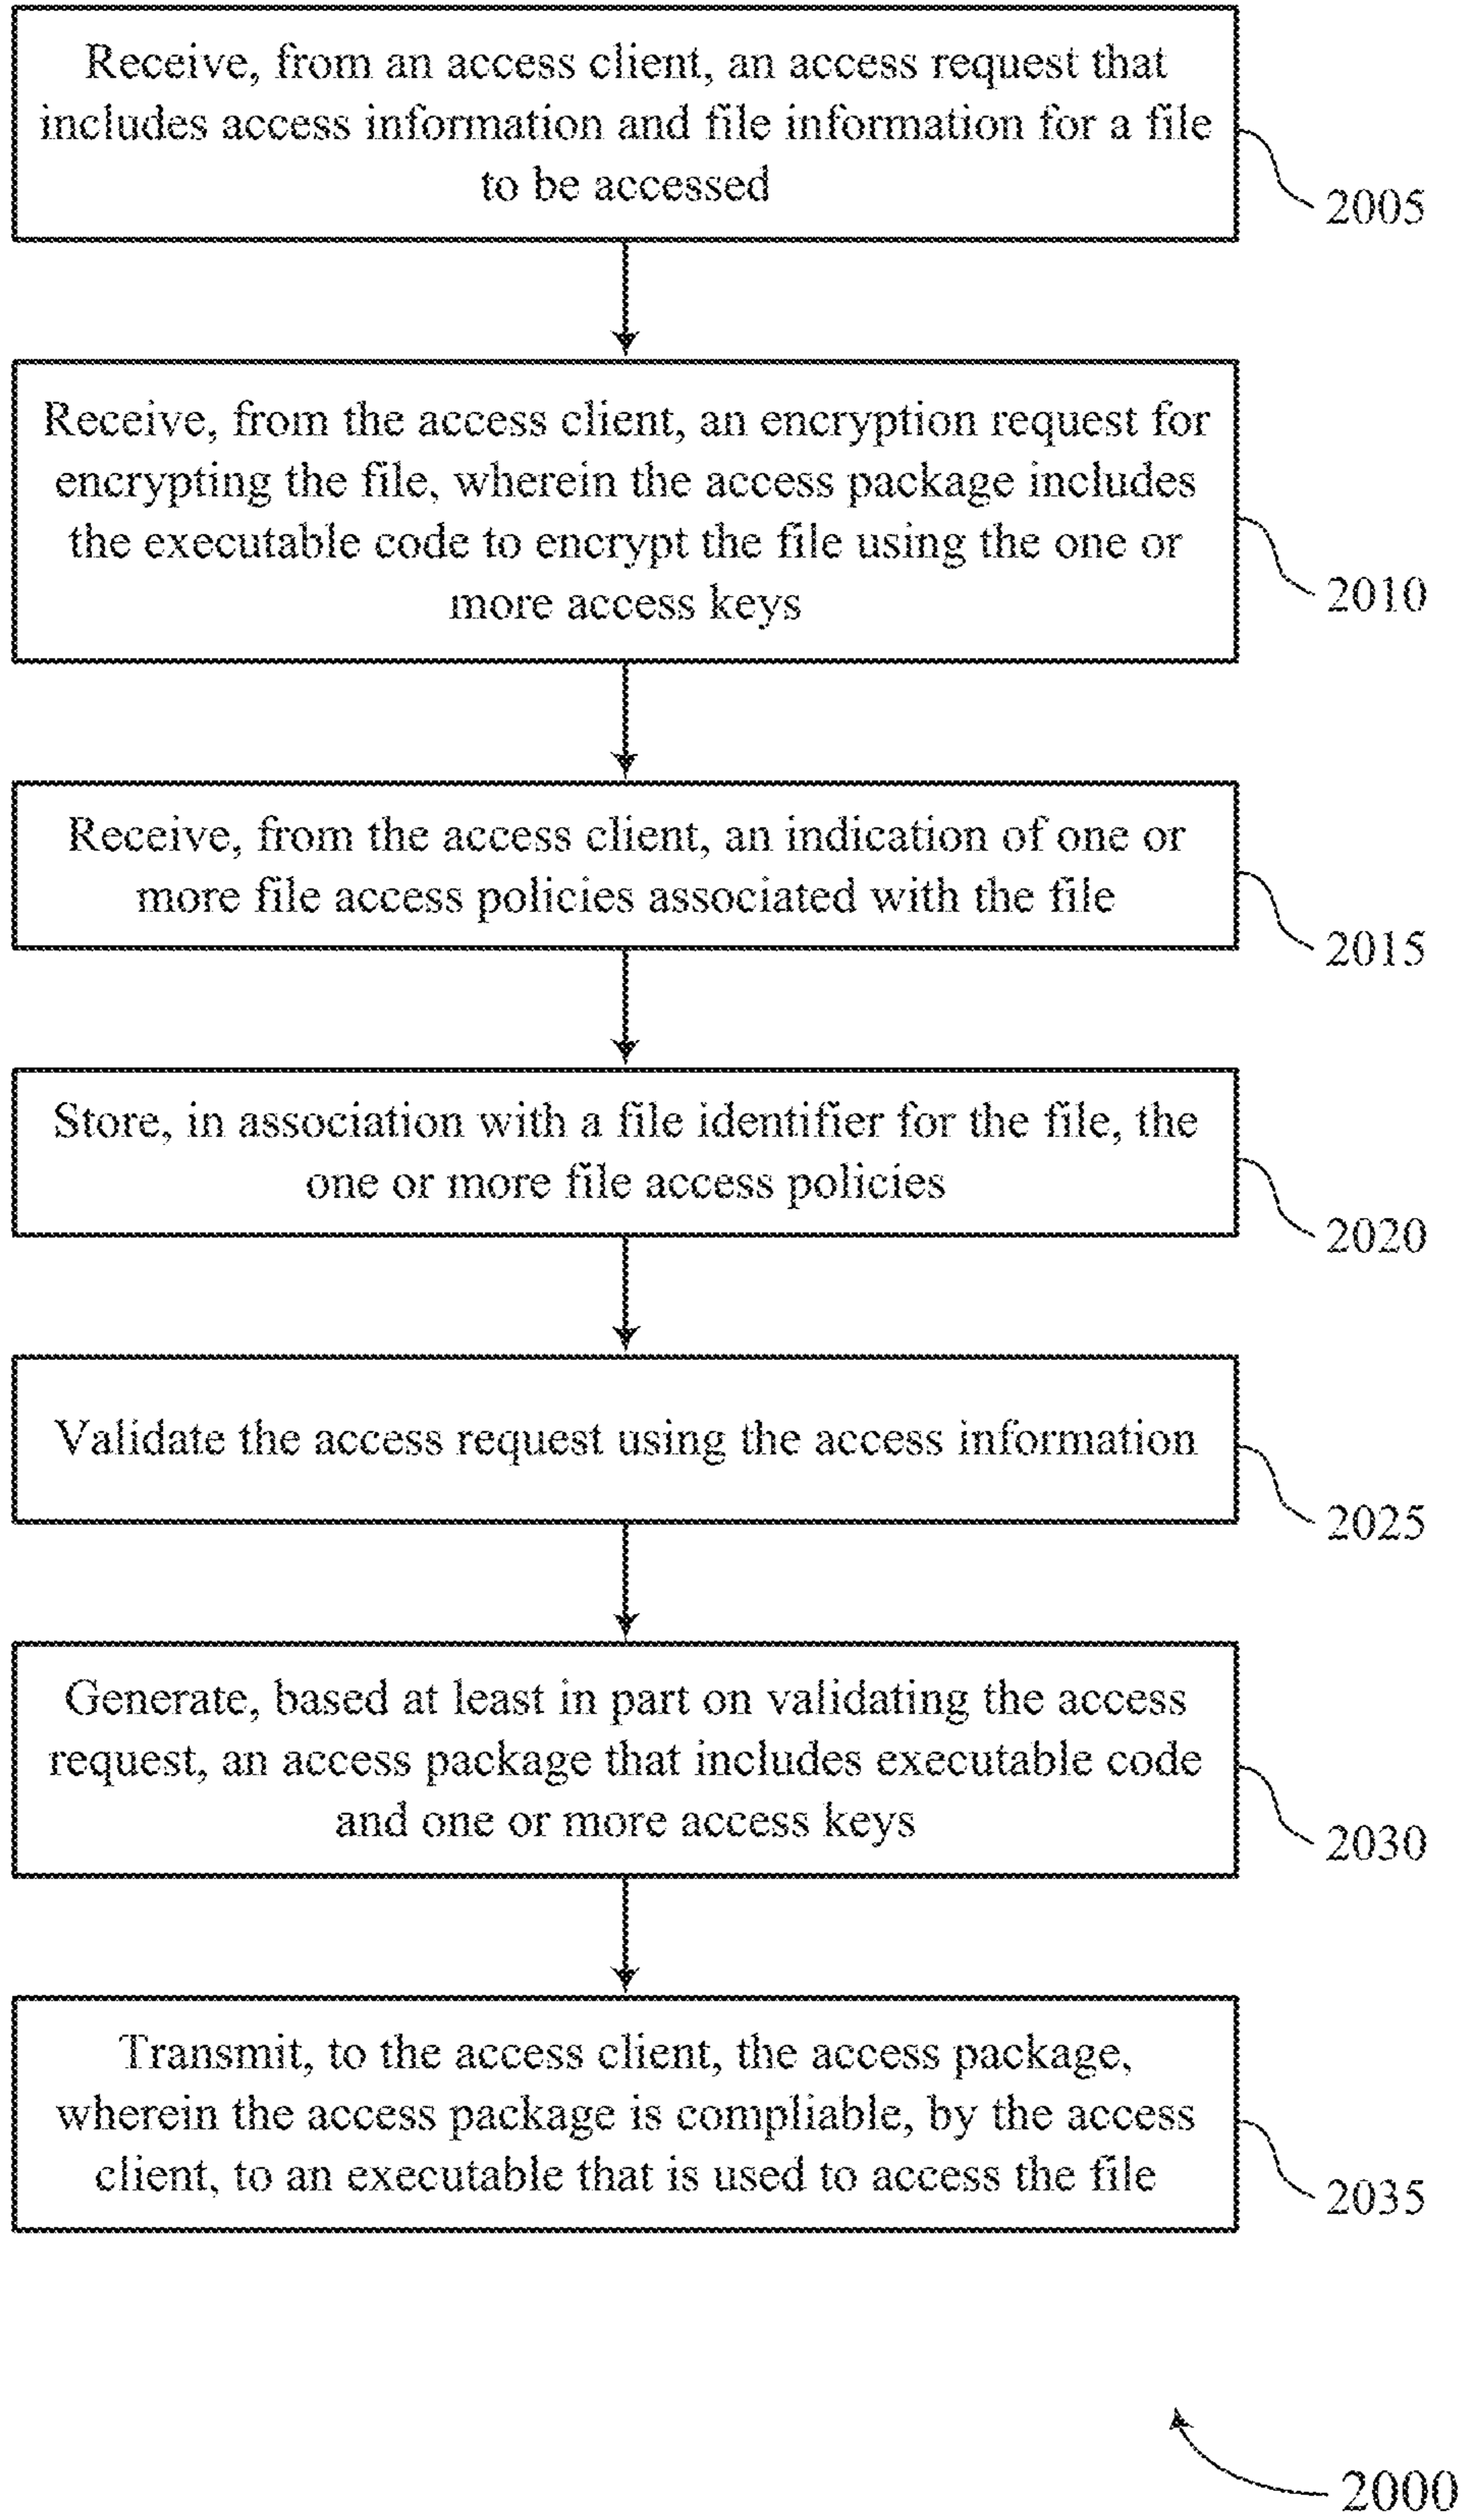 Receive, from an access client, an access request that
includes access information and file information for a file
to be accessed
2005
Receive, from the access client, an encryption request for
encrypting the file, wherein the access package includes
the executable code to encrypt the file using the one or
more access keys
2010
Receive, from the access client, an indication of one or
more file access policies associated with the file
2015
Store, in association with a file identifier for the file, the
one or more file access policies
2020
Validate the access request using the access information
2025
Generate, based at least in part on validating the access
request, an access package that includes executable code
and one or more access keys
2030
Transmit, to the access client, the access package,
wherein the access package is compliable, by the access
client, to an executable that is used to access the file
2035
2000